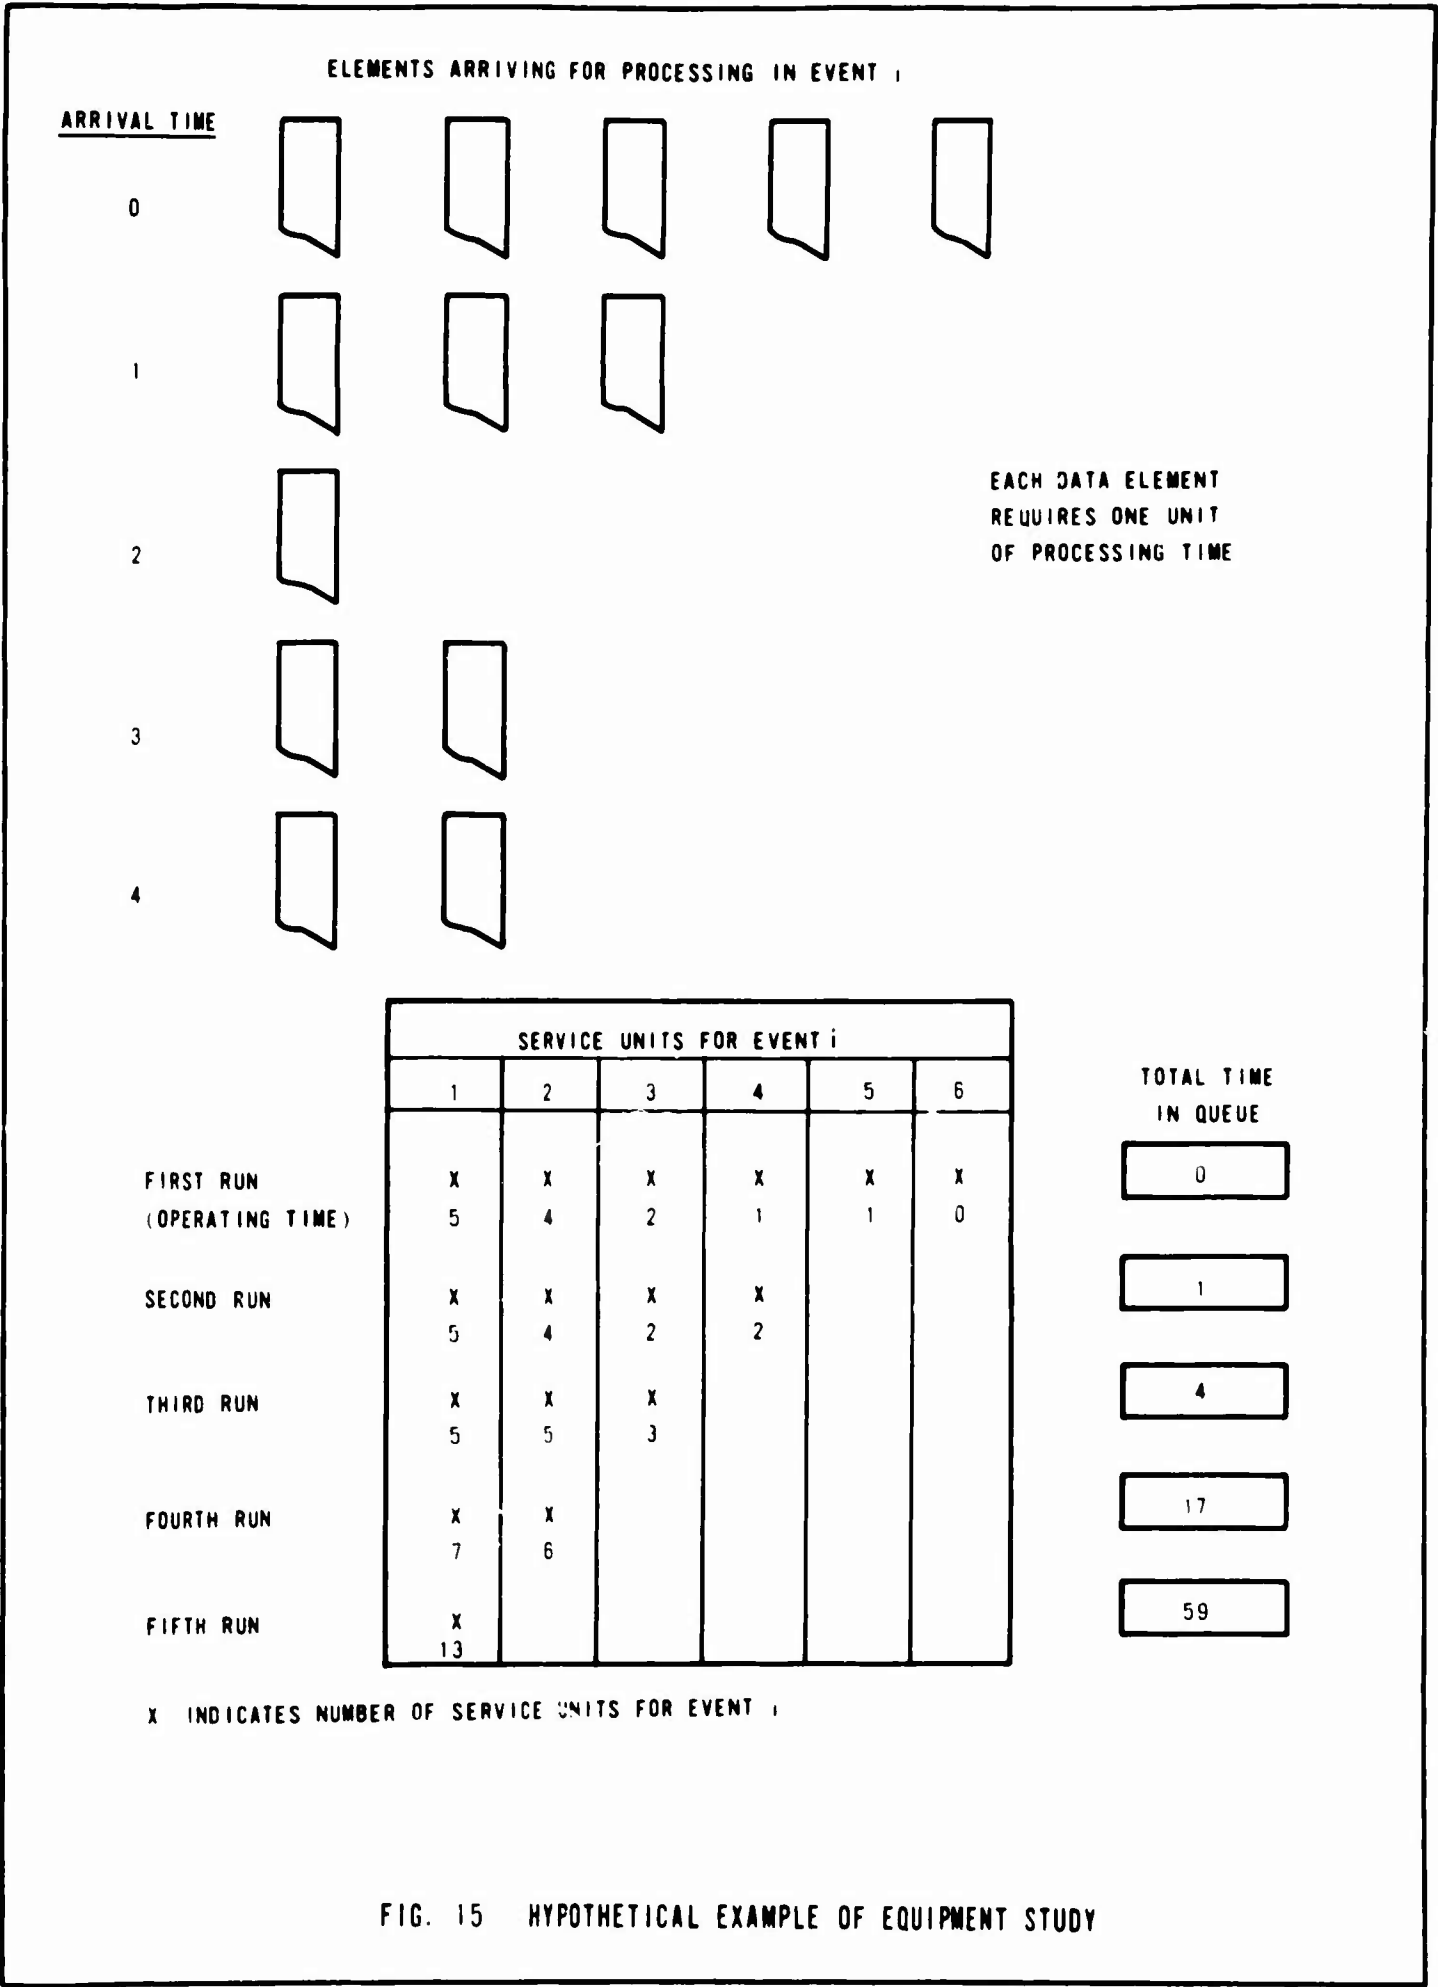 ELEMENTS ARRIVING FOR PROCESSING IN EVENT i
ARRIVAL TIME
0
1
2
EACH DATA ELEMENT
REQUIRES ONE UNIT
OF PROCESSING TIME
3
4
SERVICE UNITS FOR EVENT i
1 2 3 4 5 6
TOTAL TIME
IN QUEUE
FIRST RUN X X X X X X 0
(OPERATING TIME) 5 4 2 1 1 0
SECOND RUN X X X X 1
5 4 2 2
THIRD RUN X X X 4
5 5 3
FOURTH RUN X X 17
7 6
FIFTH RUN X 59
13
X INDICATES NUMBER OF SERVICE UNITS FOR EVENT i
FIG. 15 HYPOTHETICAL EXAMPLE OF EQUIPMENT STUDY